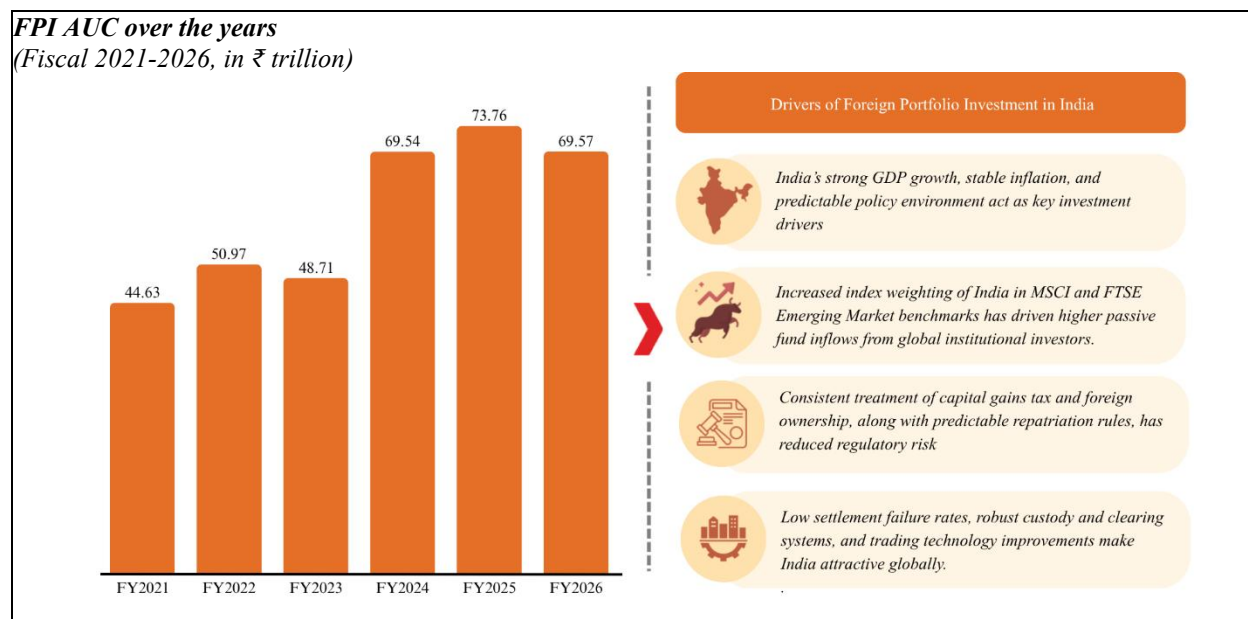 FPI AUC over the years
(Fiscal 2021-2026, in ₹ trillion)
44.63
50.97
48.71
69.54
73.76
69.57
FY2021
FY2022
FY2023
FY2024
FY2025
FY2026
Drivers of Foreign Portfolio Investment in India
India's strong GDP growth, stable inflation, and
predictable policy environment act as key investment
drivers
Increased index weighting of India in MSCI and FTSE
Emerging Market benchmarks has driven higher passive
fund inflows from global institutional investors.
Consistent treatment of capital gains tax and foreign
ownership, along with predictable repatriation rules, has
reduced regulatory risk
Low settlement failure rates, robust custody and clearing
systems, and trading technology improvements make
India attractive globally.
.